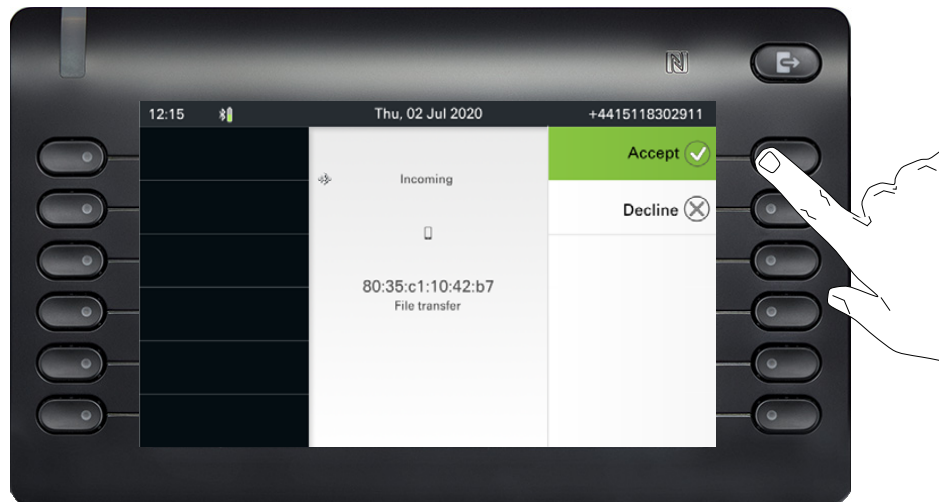 12:15
Thu, 02 Jul 2020
+4415118302911
Accept
Incoming
Decline
80:35:c1:10:42:b7
File transfer